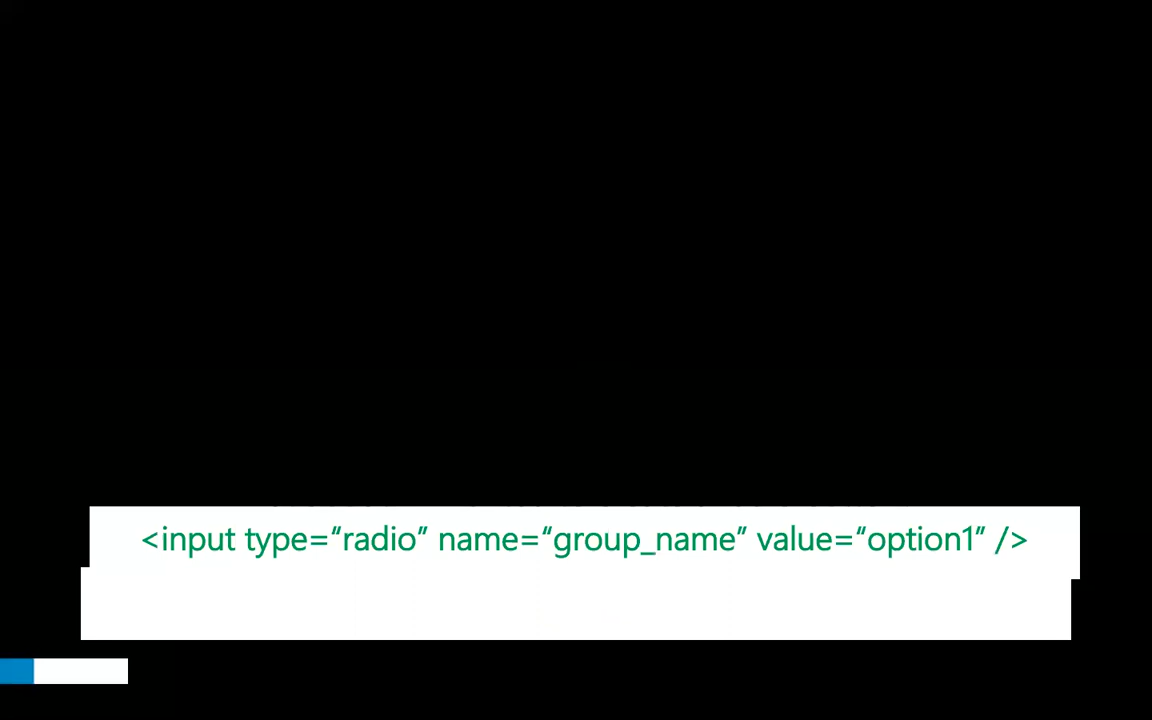 <input type=“radio” name=“group_name” value=“option1” />